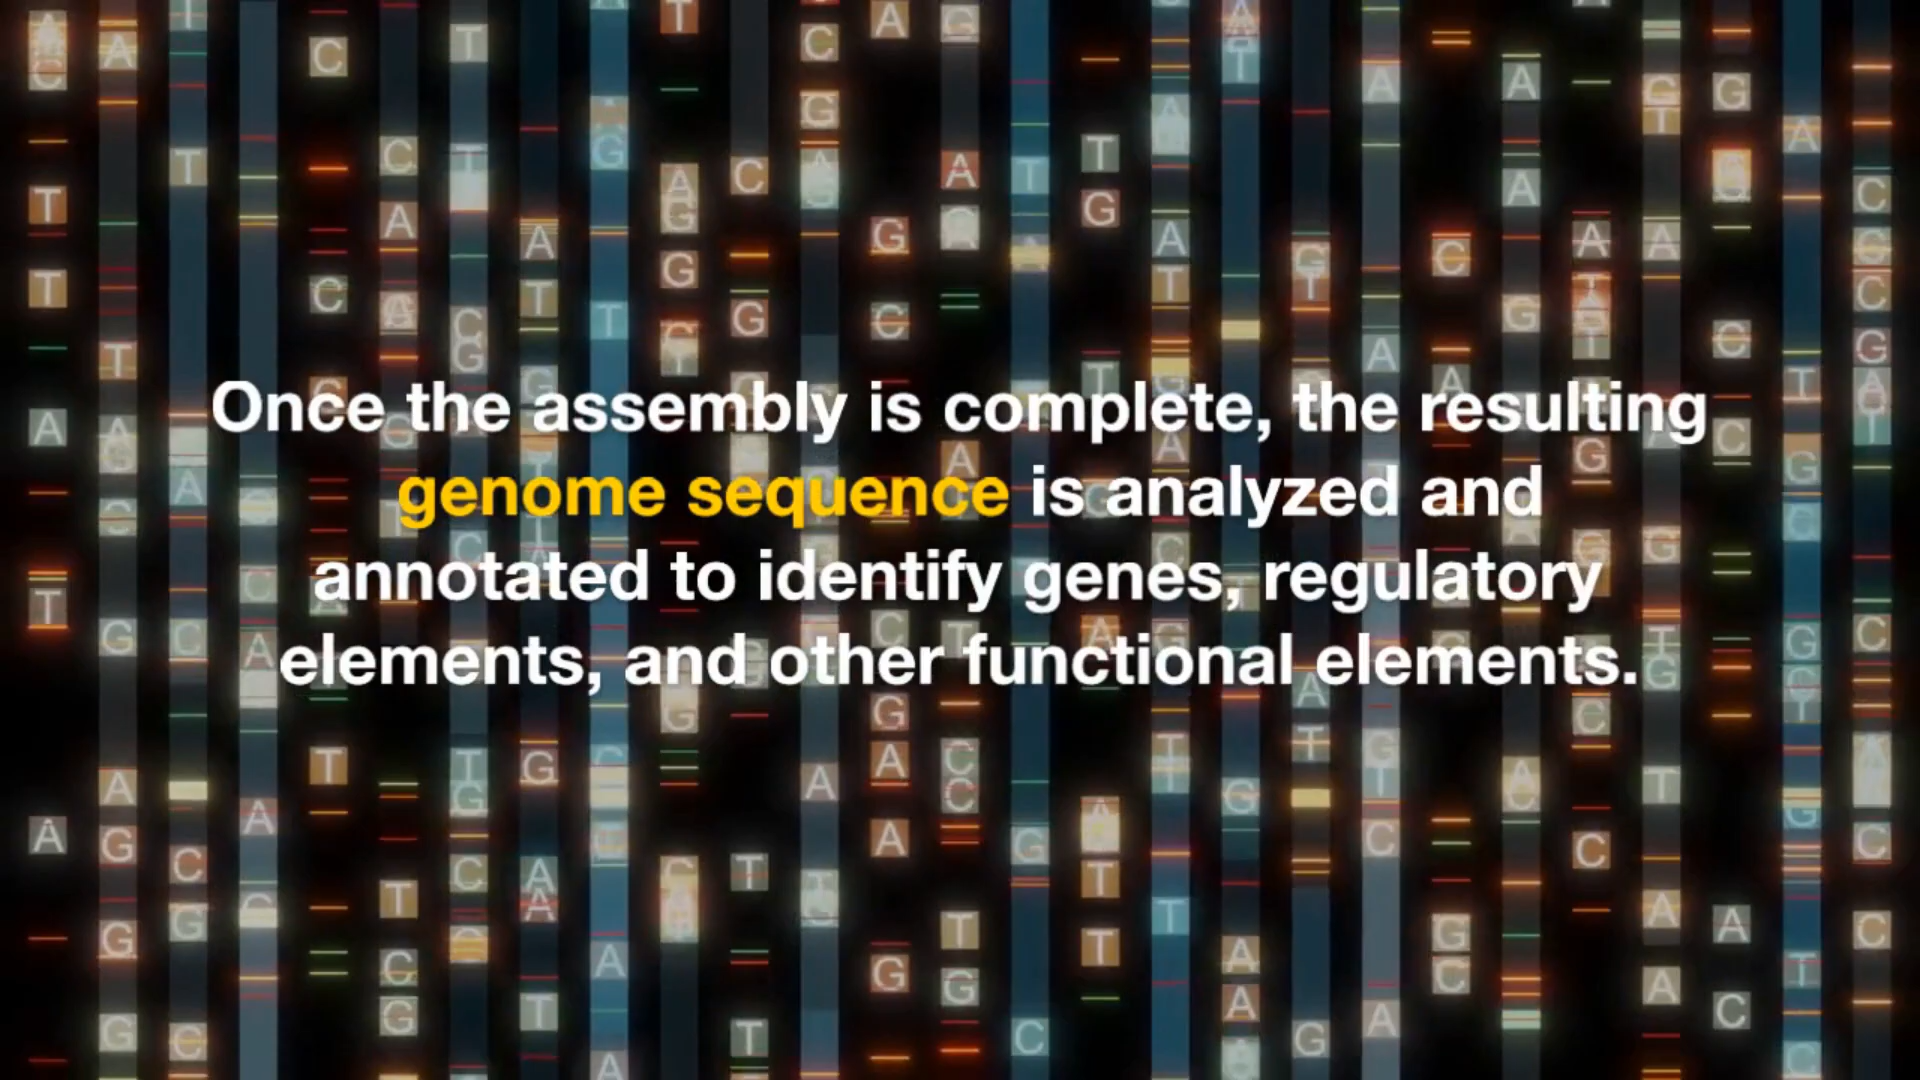 Once the assembly is complete, the resulting
genome sequence is analyzed and
annotated to identify genes, regulatory
elements, and other functional elements.